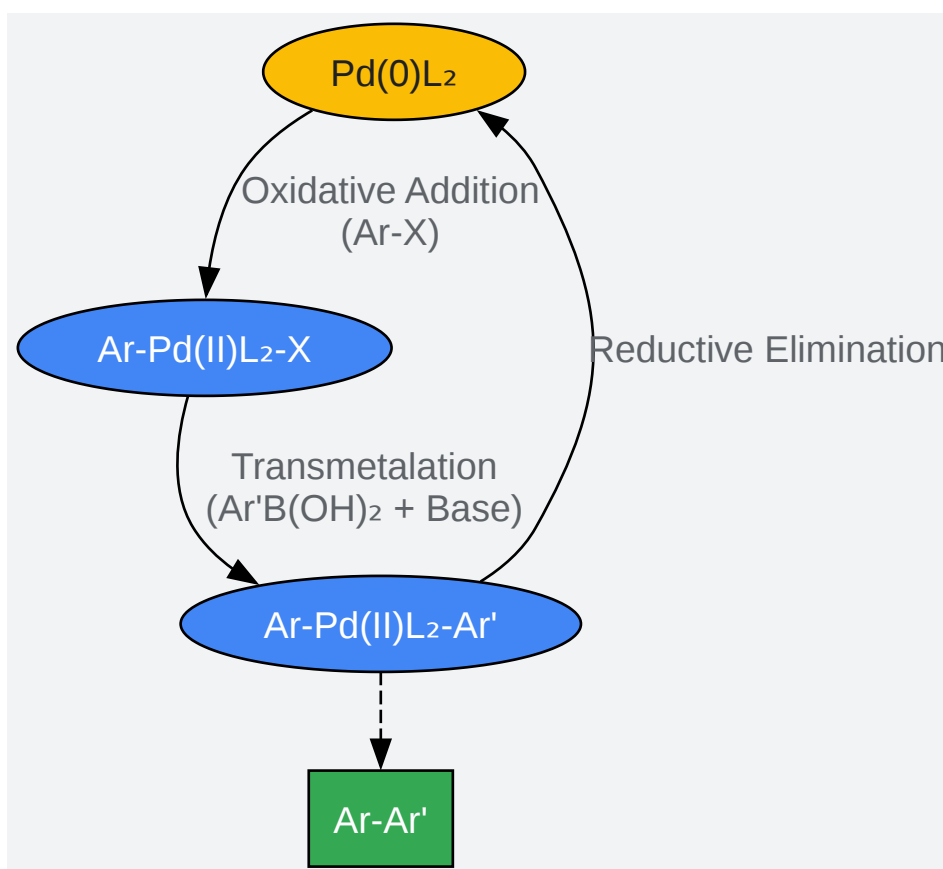 Pd(0)L₂
Oxidative Addition
(Ar-X)
Ar-Pd(II)L₂-X
Reductive Elimination
Transmetalation
(Ar'B(OH)₂ + Base)
Ar-Pd(II)L₂-Ar'
Ar-Ar'